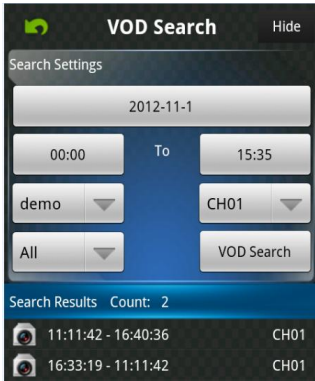 VOD Search Hide
Search Settings
2012-11-1
00:00 To 15:35
demo CH01
All VOD Search
Search Results Count: 2
11:11:42 - 16:40:36 CH01
16:33:19 - 11:11:42 CH01